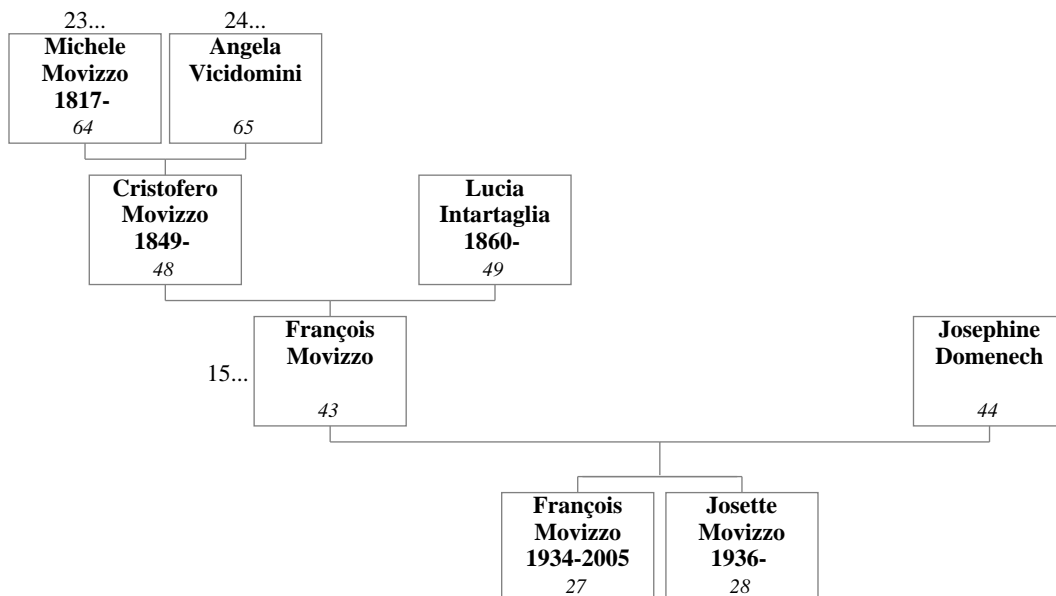 23...
24...
Michele
Movizzo
1817-
64
Angela
Vicidomini
65
Cristofero
Movizzo
1849-
48
Lucia
Intartaglia
1860-
49
15...
François
Movizzo
43
Josephine
Domenech
44
François
Movizzo
1934-2005
27
Josette
Movizzo
1936-
28